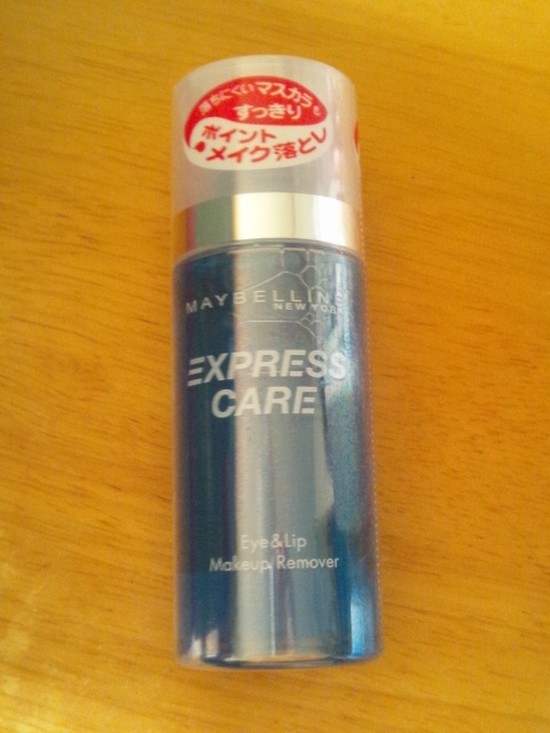 落ちにくいマスカラも
すっきり
ポイント
メイク落とし
MAYBELLINE
NEW YORK
EXPRESS
CARE
Eye&Lip
Makeup Remover